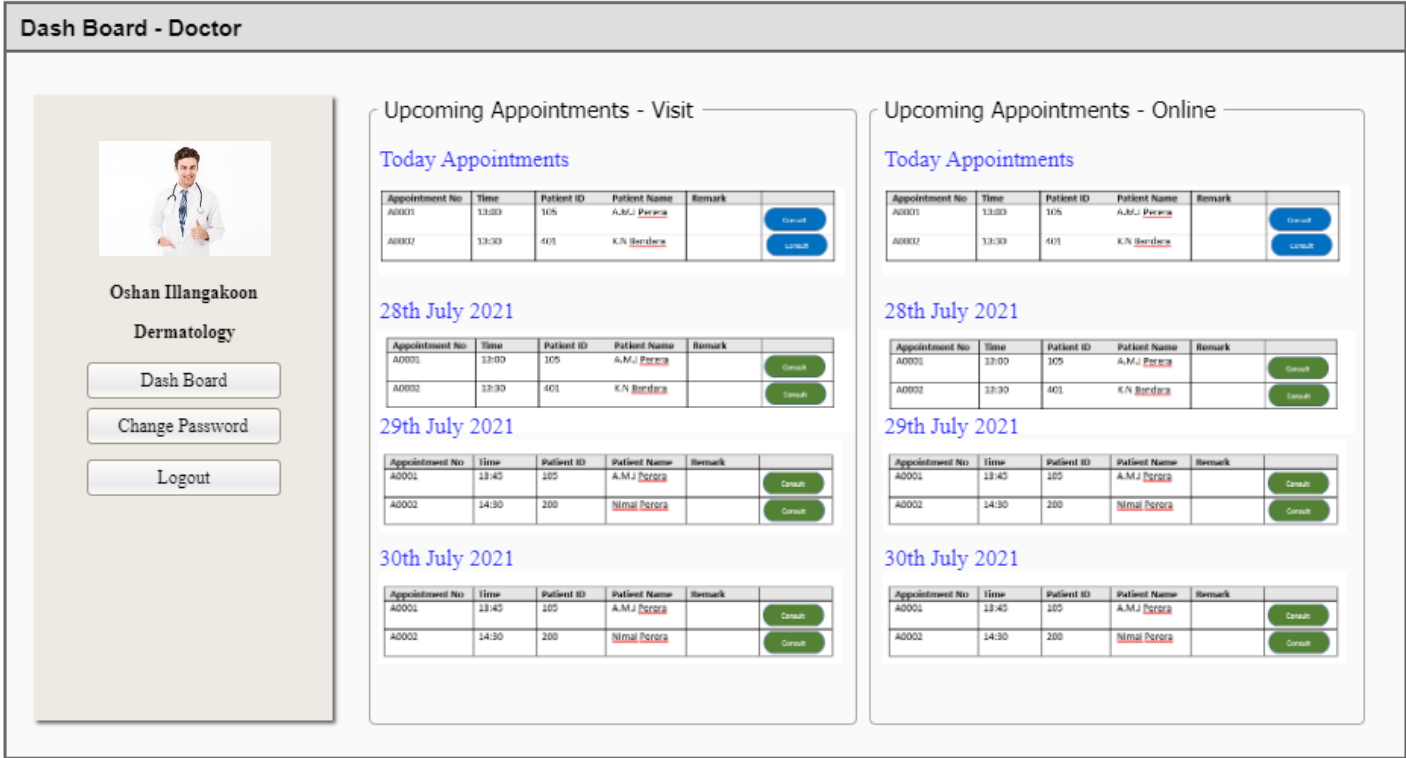 Dash Board - Doctor
Oshan Illangakoon
Dermatology
Dash Board
Change Password
Logout
Upcoming Appointments - Visit
Today Appointments
Appointment No Time Patient ID Patient Name Remark
A0001 13:00 105 A.M.J Perera Consult
A0002 13:30 401 K.N Bandara Consult
28th July 2021
Appointment No Time Patient ID Patient Name Remark
A0001 13:00 105 A.M.J Perera Consult
A0002 13:30 401 K.N Bandara Consult
29th July 2021
Appointment No Time Patient ID Patient Name Remark
A0001 13:45 105 A.M.J Perera Consult
A0002 14:30 200 Nimal Perera Consult
30th July 2021
Appointment No Time Patient ID Patient Name Remark
A0001 13:45 105 A.M.J Perera Consult
A0002 14:30 200 Nimal Perera Consult
Upcoming Appointments - Online
Today Appointments
Appointment No Time Patient ID Patient Name Remark
A0001 13:00 105 A.M.J Perera Consult
A0002 13:30 401 K.N Bandara Consult
28th July 2021
Appointment No Time Patient ID Patient Name Remark
A0001 13:00 105 A.M.J Perera Consult
A0002 13:30 401 K.N Bandara Consult
29th July 2021
Appointment No Time Patient ID Patient Name Remark
A0001 13:45 105 A.M.J Perera Consult
A0002 14:30 200 Nimal Perera Consult
30th July 2021
Appointment No Time Patient ID Patient Name Remark
A0001 13:45 105 A.M.J Perera Consult
A0002 14:30 200 Nimal Perera Consult